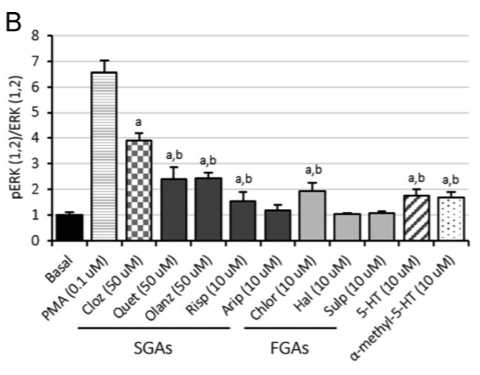 B
pERK (1,2)/ERK (1,2)
8
7
6
5
4
3
2
1
0
a
a,b
a,b
a,b
a,b
a,b
a,b
Basal
PMA (0.1 uM)
Cloz (50 uM)
Quet (50 uM)
Olanz (50 uM)
Risp (10 uM)
Arip (10 uM)
Chlor (10 uM)
Hal (10 uM)
Sulp (10 uM)
5-HT (10 uM)
α-methyl-5-HT (10 uM)
SGAs
FGAs